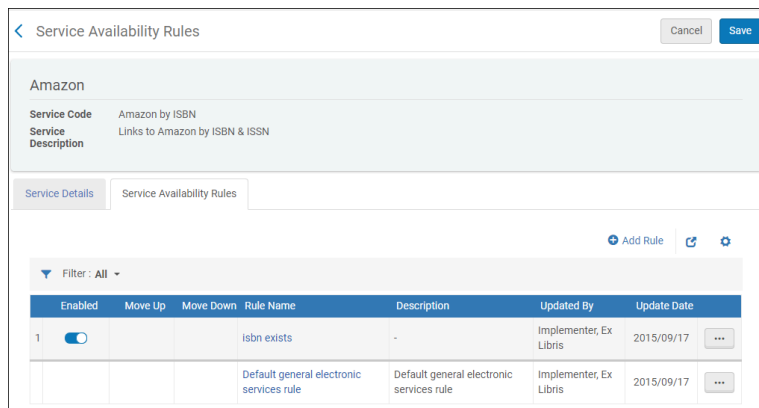 Service Availability Rules
Cancel
Save
Amazon
Service Code Amazon by ISBN
Service Description Links to Amazon by ISBN & ISSN
Service Details
Service Availability Rules
Add Rule
Filter : All
Enabled Move Up Move Down Rule Name Description Updated By Update Date
1 isbn exists - Implementer, Ex Libris 2015/09/17 ...
Default general electronic services rule Default general electronic services rule Implementer, Ex Libris 2015/09/17 ...